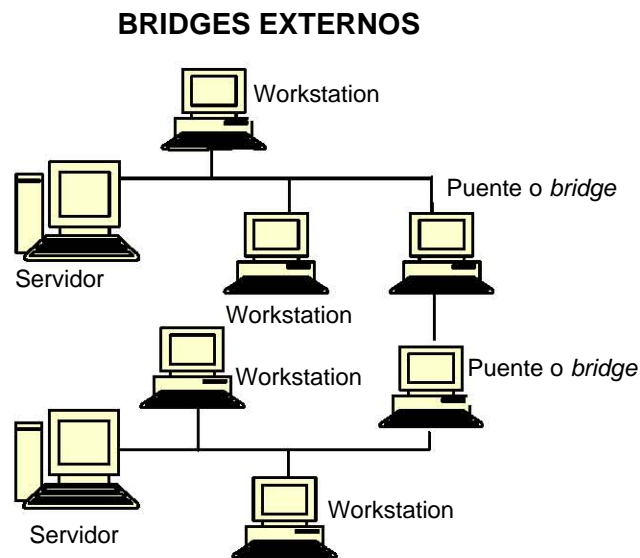 BRIDGES EXTERNOS
Workstation
Puente o bridge
Servidor
Workstation
Workstation
Puente o bridge
Workstation
Servidor